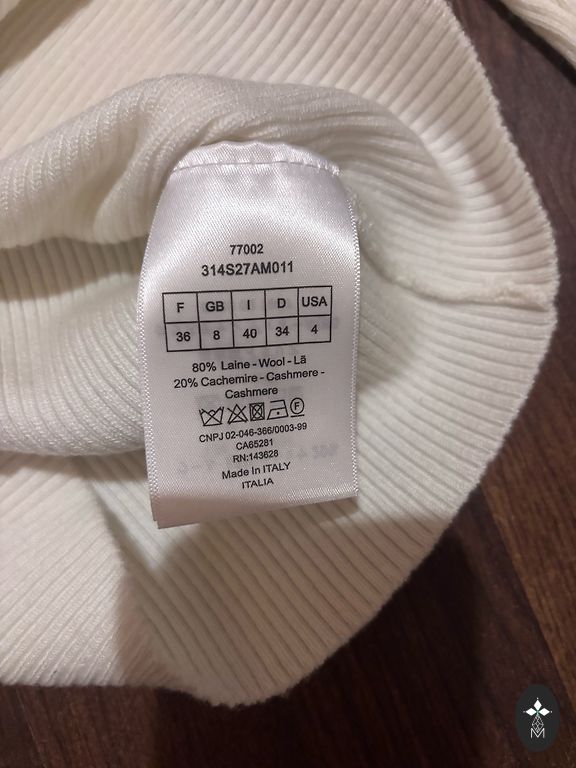 77002
314S27AM011
F GB I D USA
36 8 40 34 4
80% Laine - Wool - Lã
20% Cachemire - Cashmere -
Cashmere
F
CNPJ 02-046-366/0003-99
CA65281
RN:143628
Made In ITALY
ITALIA
M